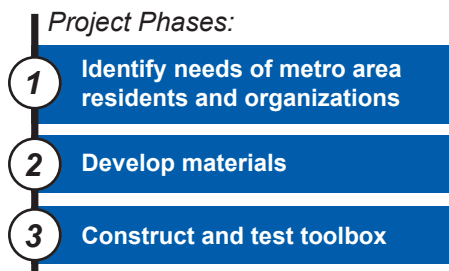 Project Phases:
1 Identify needs of metro area
residents and organizations
2 Develop materials
3 Construct and test toolbox